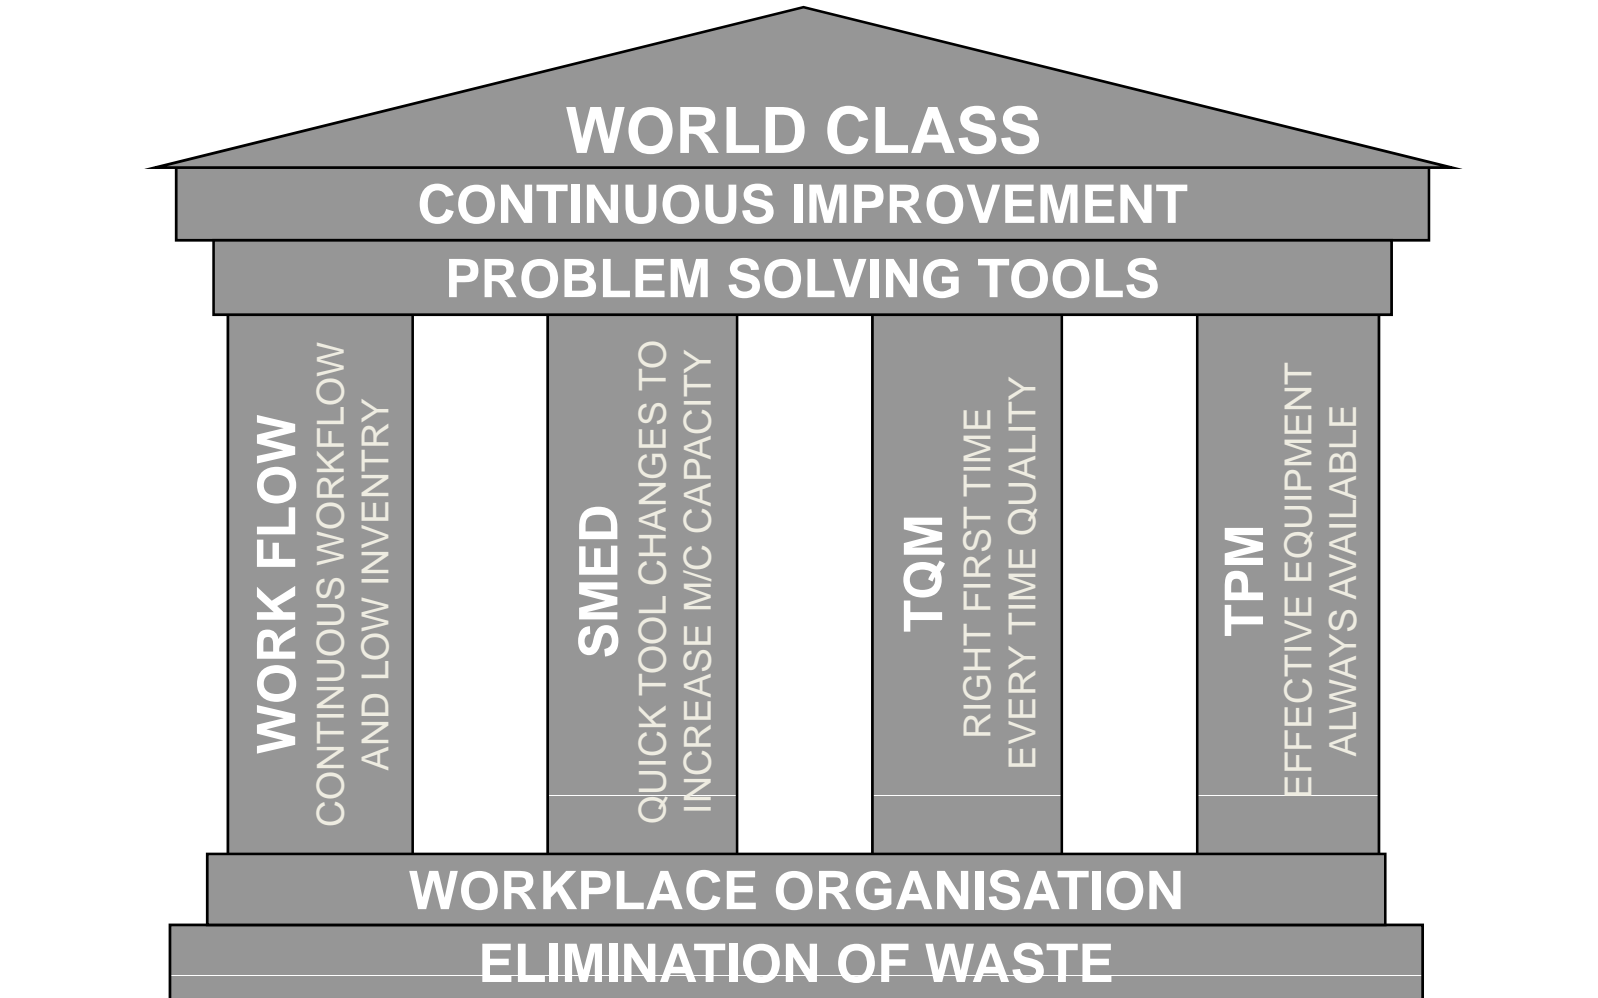 WORLD CLASS
CONTINUOUS IMPROVEMENT
PROBLEM SOLVING TOOLS
WORK FLOW
CONTINUOUS WORKFLOW
AND LOW INVENTRY
SMED
QUICK TOOL CHANGES TO
INCREASE M/C CAPACITY
TQM
RIGHT FIRST TIME
EVERY TIME QUALITY
TPM
EFFECTIVE EQUIPMENT
ALWAYS AVAILABLE
WORKPLACE ORGANISATION
ELIMINATION OF WASTE